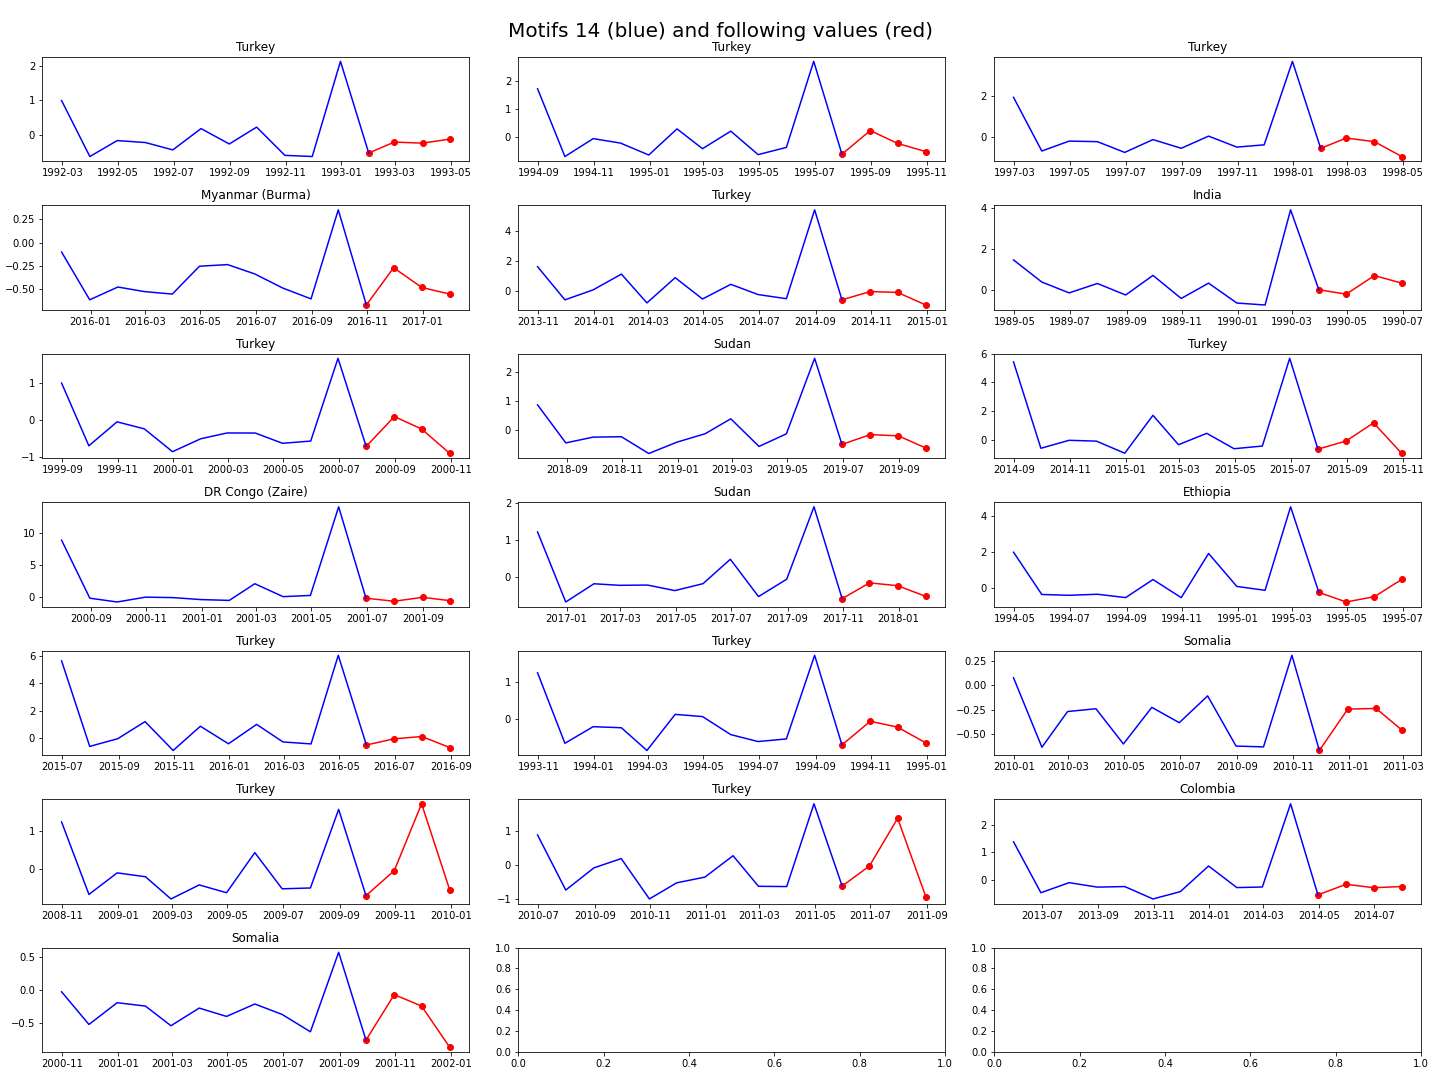 Motifs 14 (blue) and following values (red)
Turkey Turkey Turkey
2 1 0
1992-03 1992-05 1992-07 1992-09 1992-11 1993-01 1993-03 1993-05
2 1 0
1994-09 1994-11 1995-01 1995-03 1995-05 1995-07 1995-09 1995-11
2 0
1997-03 1997-05 1997-07 1997-09 1997-11 1998-01 1998-03 1998-05
Myanmar (Burma) Turkey India
0.25 0.00 −0.25 −0.50
2016-01 2016-03 2016-05 2016-07 2016-09 2016-11 2017-01
4 2 0
2013-11 2014-01 2014-03 2014-05 2014-07 2014-09 2014-11 2015-01
4 2 0
1989-05 1989-07 1989-09 1989-11 1990-01 1990-03 1990-05 1990-07
Turkey Sudan Turkey
1 0 −1
1999-09 1999-11 2000-01 2000-03 2000-05 2000-07 2000-09 2000-11
2 1 0
2018-09 2018-11 2019-01 2019-03 2019-05 2019-07 2019-09
6 4 2 0
2014-09 2014-11 2015-01 2015-03 2015-05 2015-07 2015-09 2015-11
DR Congo (Zaire) Sudan Ethiopia
10 5 0
2000-09 2000-11 2001-01 2001-03 2001-05 2001-07 2001-09
2 1 0
2017-01 2017-03 2017-05 2017-07 2017-09 2017-11 2018-01
4 2 0
1994-05 1994-07 1994-09 1994-11 1995-01 1995-03 1995-05 1995-07
Turkey Turkey Somalia
6 4 2 0
2015-07 2015-09 2015-11 2016-01 2016-03 2016-05 2016-07 2016-09
1 0
1993-11 1994-01 1994-03 1994-05 1994-07 1994-09 1994-11 1995-01
0.25 0.00 −0.25 −0.50
2010-01 2010-03 2010-05 2010-07 2010-09 2010-11 2011-01 2011-03
Turkey Turkey Colombia
1 0
2008-11 2009-01 2009-03 2009-05 2009-07 2009-09 2009-11 2010-01
1 0 −1
2010-07 2010-09 2010-11 2011-01 2011-03 2011-05 2011-07 2011-09
2 1 0
2013-07 2013-09 2013-11 2014-01 2014-03 2014-05 2014-07
Somalia
0.5 0.0 −0.5
2000-11 2001-01 2001-03 2001-05 2001-07 2001-09 2001-11 2002-01
1.0 0.8 0.6 0.4 0.2 0.0
0.0 0.2 0.4 0.6 0.8 1.0
1.0 0.8 0.6 0.4 0.2 0.0
0.0 0.2 0.4 0.6 0.8 1.0